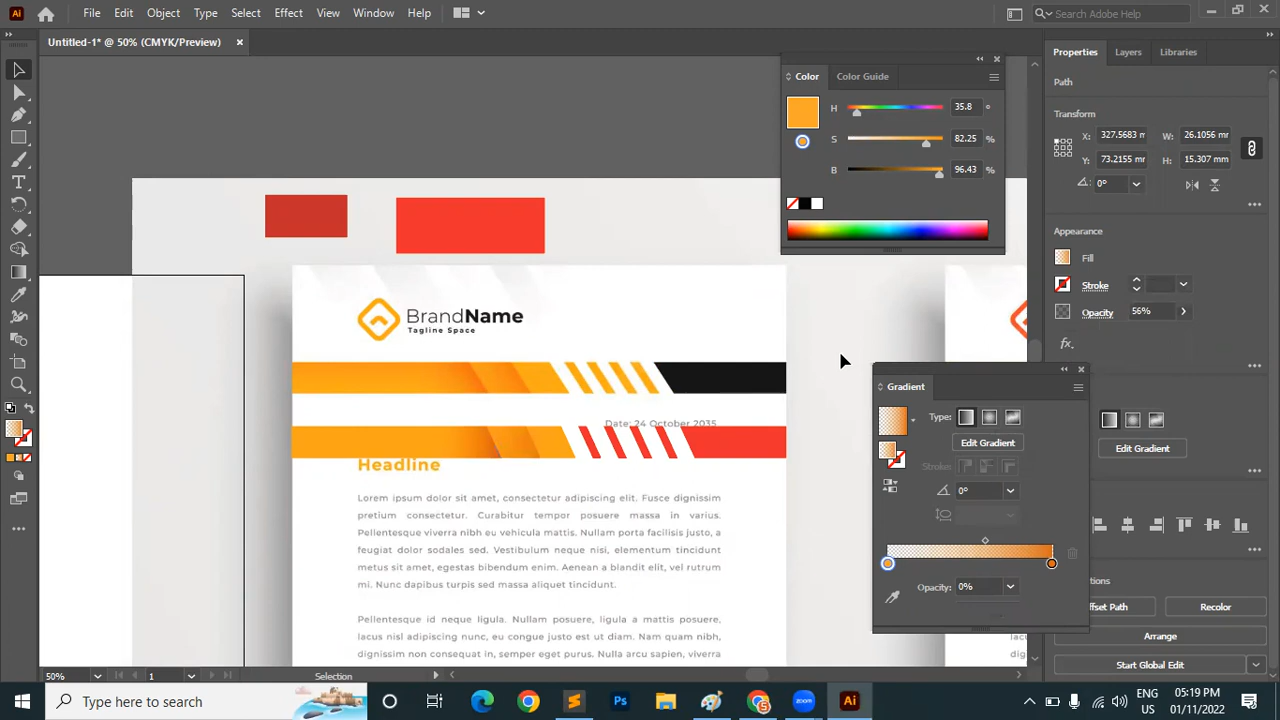 Ai File Edit Object Type Select Effect View Window Help Search Adobe Help
Untitled-1* @ 50% (CMYK/Preview)
Color Color Guide
H 35.8 °
S 82.25 %
B 96.43 %
Properties Layers Libraries
Path
Transform
X: 327.5683 W: 26.1056 mm
Y: 73.2155 H: 15.307 mm
0°
Appearance
Fill
Stroke
Opacity 56%
fx.
BrandName
Tagline Space
Date: 24 October 2035
Headline
Lorem ipsum dolor sit amet, consectetur adipiscing elit. Fusce dignissim
pretium consectetur. Curabitur tempor posuere massa in varius.
Pellentesque viverra nibh eu vehicula mattis. Nullam porta facilisis justo, a
feugiat dolor sodales sed. Vestibulum neque nisi, elementum tincidunt
metus sit amet, egestas bibendum enim. Aenean a blandit elit, vel rutrum
mi. Nunc dapibus turpis sed massa aliquet tincidunt.
Pellentesque id neque ligula. Nullam posuere, ligula a mattis posuere,
lacus nisl adipiscing nunc, eu congue justo est ut diam. Nam quam nibh,
dignissim non consequat in, semper eget purus. Nulla arcu sapien, viverra
Gradient
Type:
Edit Gradient
Stroke:
0°
Opacity: 0%
Edit Gradient
Offset Path Recolor
Arrange
Start Global Edit
50% 1 Selection
Type here to search
Ps
zoom
Ai
ENG 05:19 PM
US 01/11/2022